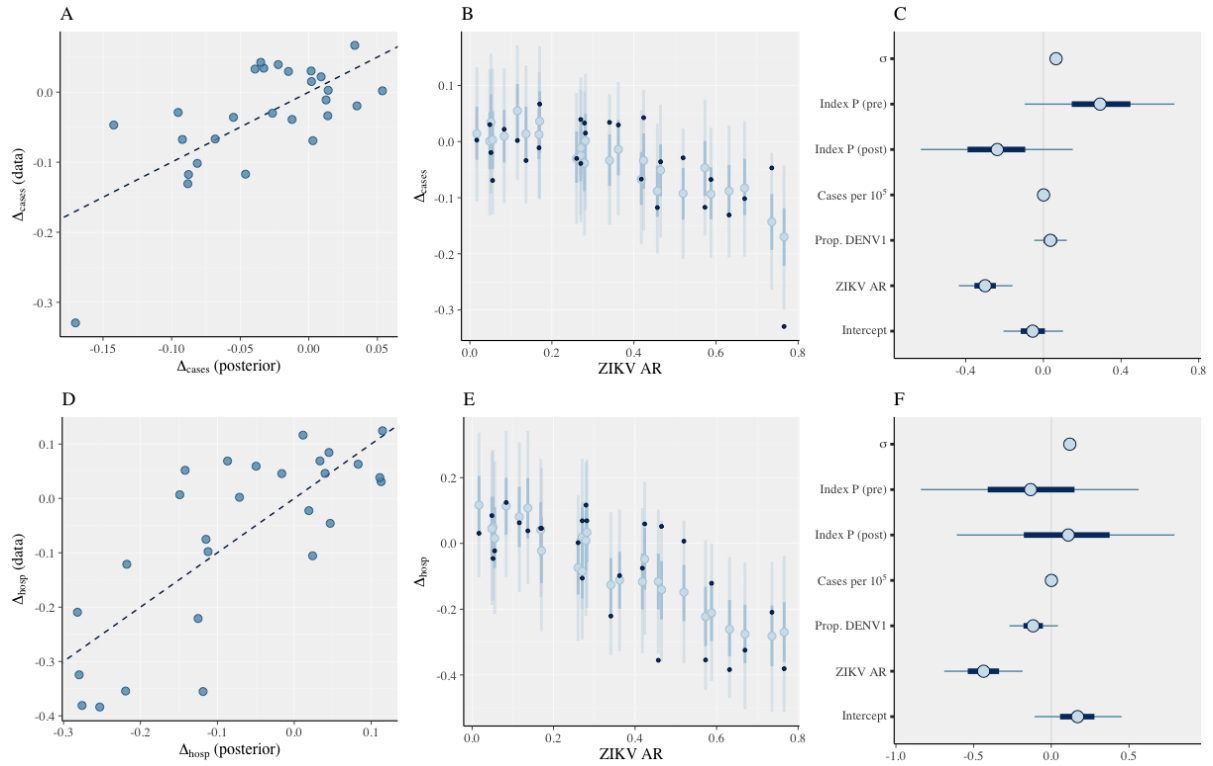 A
B
C
Δcases (data)
0.0
-0.1
-0.2
-0.3
-0.15
-0.10
-0.05
0.00
0.05
Δcases (posterior)
Δcases
0.1
0.0
-0.1
-0.2
-0.3
0.0
0.2
0.4
0.6
0.8
ZIKV AR
σ
Index P (pre)
Index P (post)
Cases per 10⁵
Prop. DENV1
ZIKV AR
Intercept
-0.4
0.0
0.4
0.8
D
E
F
Δhosp (data)
0.1
0.0
-0.1
-0.2
-0.3
-0.4
-0.3
-0.2
-0.1
0.0
0.1
Δhosp (posterior)
Δhosp
0.2
0.0
-0.2
-0.4
0.0
0.2
0.4
0.6
0.8
ZIKV AR
σ
Index P (pre)
Index P (post)
Cases per 10⁵
Prop. DENV1
ZIKV AR
Intercept
-1.0
-0.5
0.0
0.5